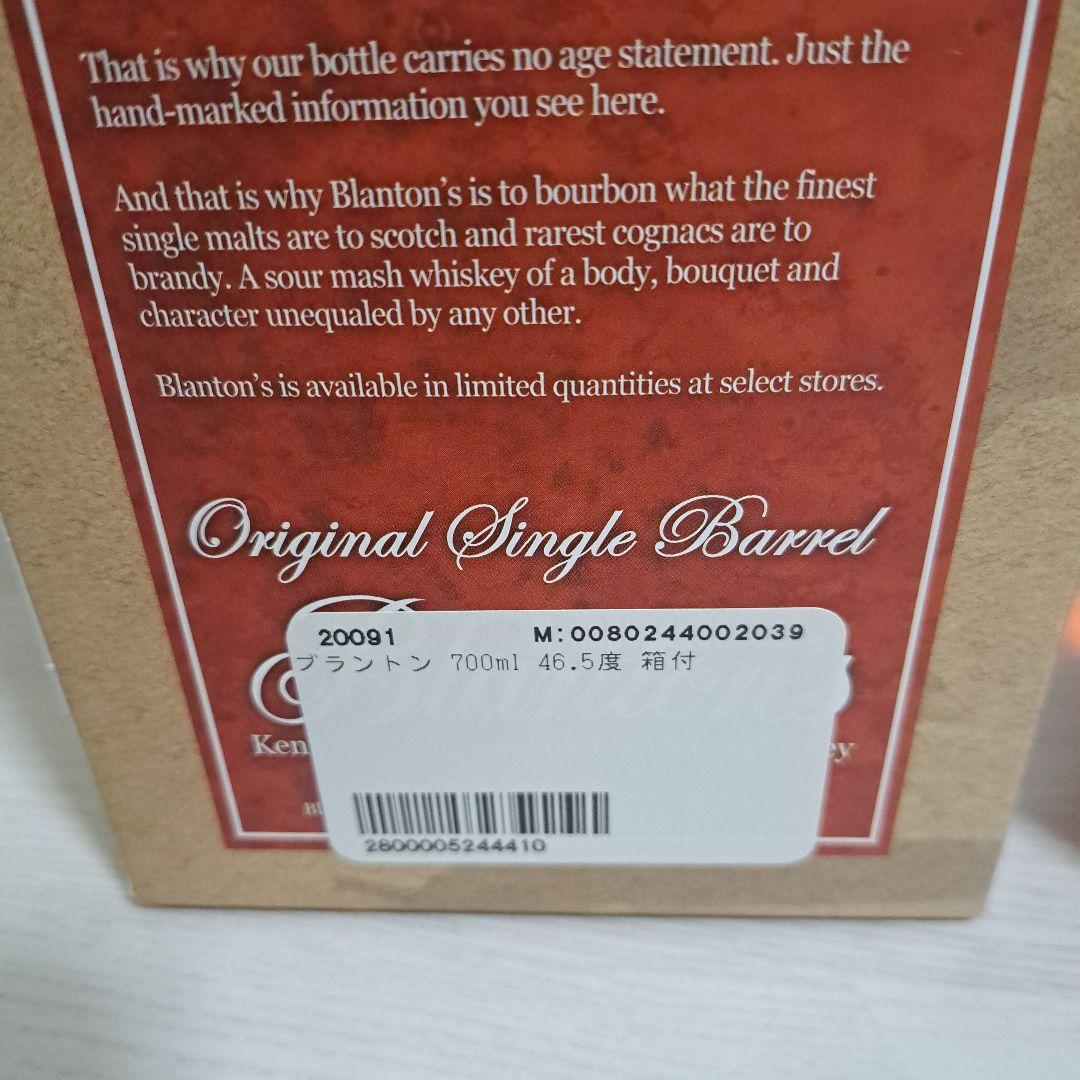 That is why our bottle carries no age statement. Just the
hand-marked information you see here.
And that is why Blanton's is to bourbon what the finest
single malts are to scotch and rarest cognacs are to
brandy. A sour mash whiskey of a body, bouquet and
character unequaled by any other.
Blanton's is available in limited quantities at select stores.
Original Single Barrel
20091 M:0080244002039
ブラントン 700ml 46.5度 箱付
2800005244410